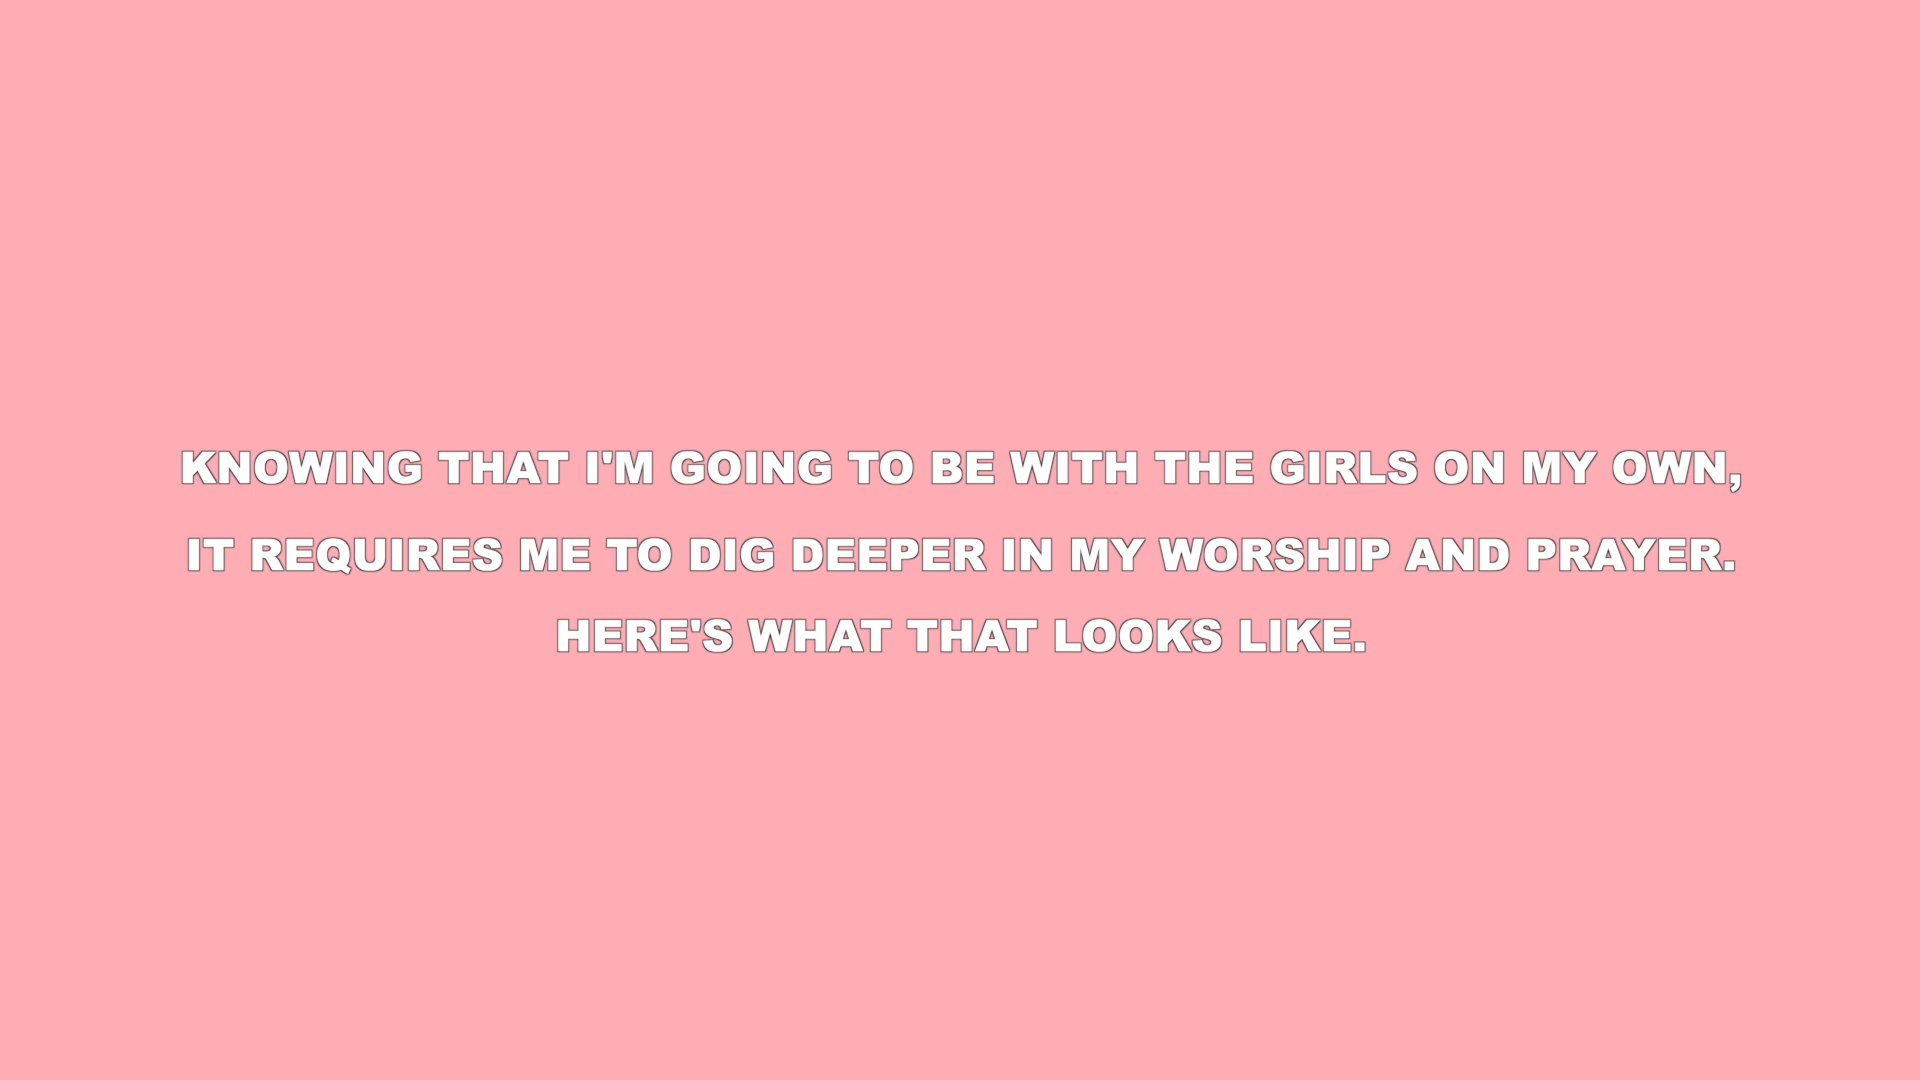 KNOWING THAT I'M GOING TO BE WITH THE GIRLS ON MY OWN,
IT REQUIRES ME TO DIG DEEPER IN MY WORSHIP AND PRAYER.
HERE'S WHAT THAT LOOKS LIKE.